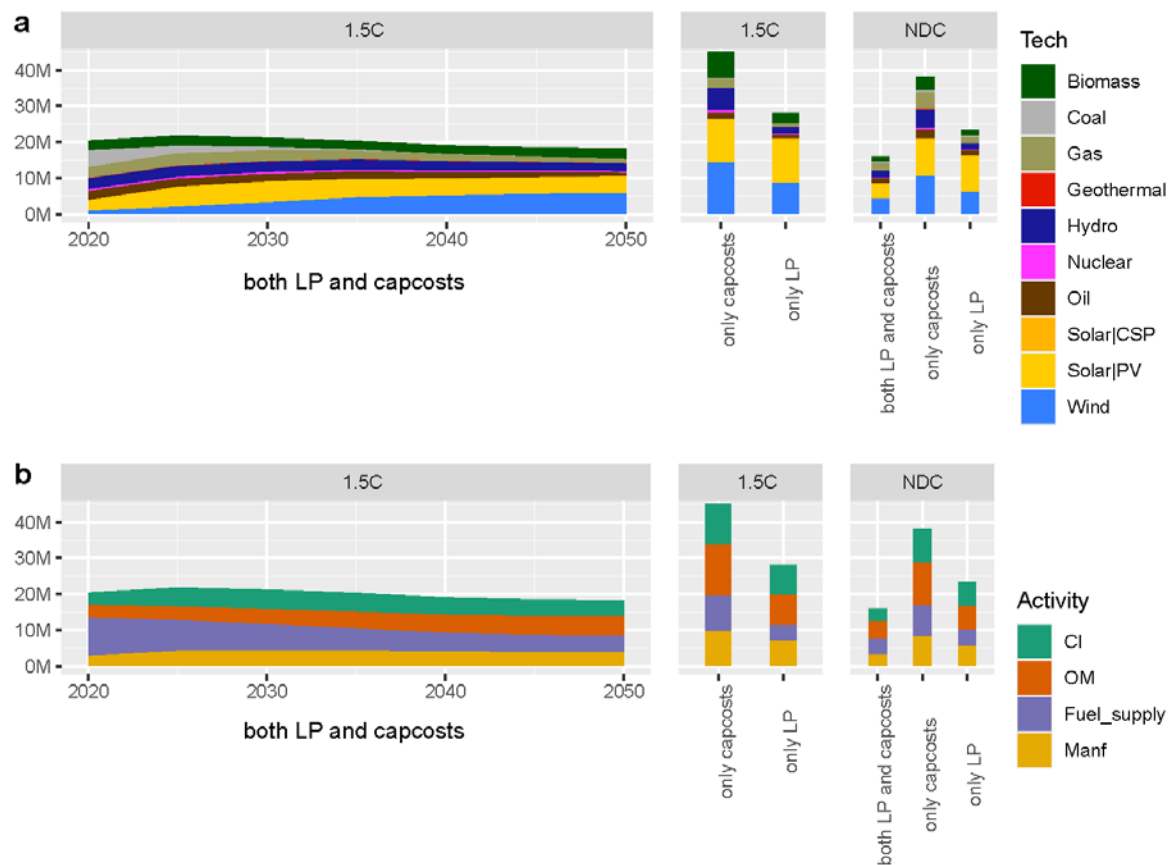 a
1.5C
1.5C
NDC
40M
30M
20M
10M
0M
2020
2030
2040
2050
both LP and capcosts
only capcosts
only LP
both LP and capcosts
only capcosts
only LP
Tech
Biomass
Coal
Gas
Geothermal
Hydro
Nuclear
Oil
Solar|CSP
Solar|PV
Wind
b
1.5C
1.5C
NDC
40M
30M
20M
10M
0M
2020
2030
2040
2050
both LP and capcosts
only capcosts
only LP
both LP and capcosts
only capcosts
only LP
Activity
CI
OM
Fuel_supply
Manf